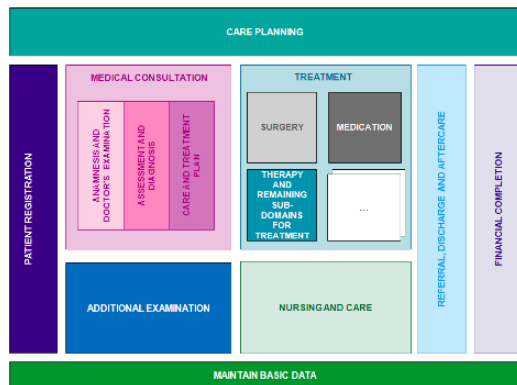 CARE PLANNING
PATIENT REGISTRATION
MEDICAL CONSULTATION
ANAMNESIS AND
DOCTOR'S EXAMINATION
ASSESSMENT AND
DIAGNOSIS
CARE AND TREATMENT
PLAN
TREATMENT
SURGERY
MEDICATION
THERAPY AND
REMAINING
SUB-
DOMAINS FOR
TREATMENT
...
REFERRAL, DISCHARGE AND AFTERCARE
FINANCIAL COMPLETION
ADDITIONAL EXAMINATION
NURSING AND CARE
MAINTAIN BASIC DATA